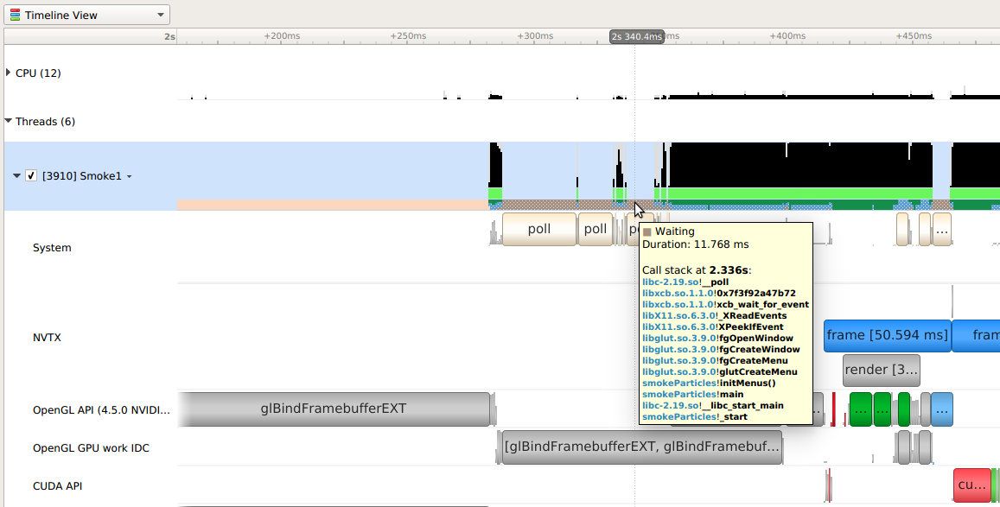 Timeline View
2s
+200ms
+250ms
+300ms
2s 340.4ms
+400ms
+450ms
CPU (12)
Threads (6)
[3910] Smoke1
poll
poll
System
...
Waiting
Duration: 11.768 ms
Call stack at 2.336s:
libc-2.19.so!__poll
libxcb.so.1.1.0!0x7f3f92a47b72
libxcb.so.1.1.0!xcb_wait_for_event
libX11.so.6.3.0!_XReadEvents
libX11.so.6.3.0!XPeekIfEvent
libglut.so.3.9.0!fgOpenWindow
libglut.so.3.9.0!fgCreateWindow
libglut.so.3.9.0!fgCreateMenu
libglut.so.3.9.0!glutCreateMenu
smokeParticles!initMenus()
smokeParticles!main
libc-2.19.so!__libc_start_main
smokeParticles!_start
NVTX
frame [50.594 ms]
fram
render [3...
OpenGL API (4.5.0 NVIDI...
glBindFramebufferEXT
...
...
...
OpenGL GPU work IDC
[glBindFramebufferEXT, glBindFramebuf...
CUDA API
cu...